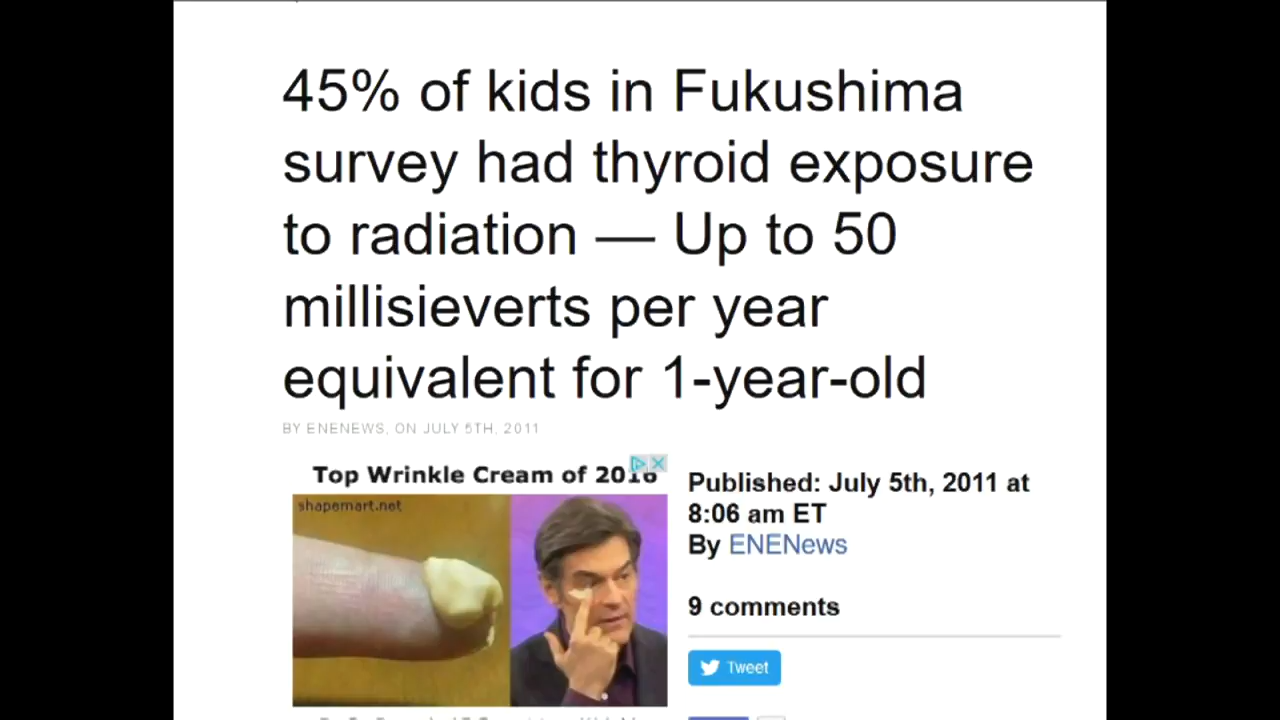 45% of kids in Fukushima
survey had thyroid exposure
to radiation — Up to 50
millisieverts per year
equivalent for 1-year-old
BY ENENEWS, ON JULY 5TH, 2011
Top Wrinkle Cream of 2016
shapemart.net
Published: July 5th, 2011 at
8:06 am ET
By ENENews
9 comments
Tweet